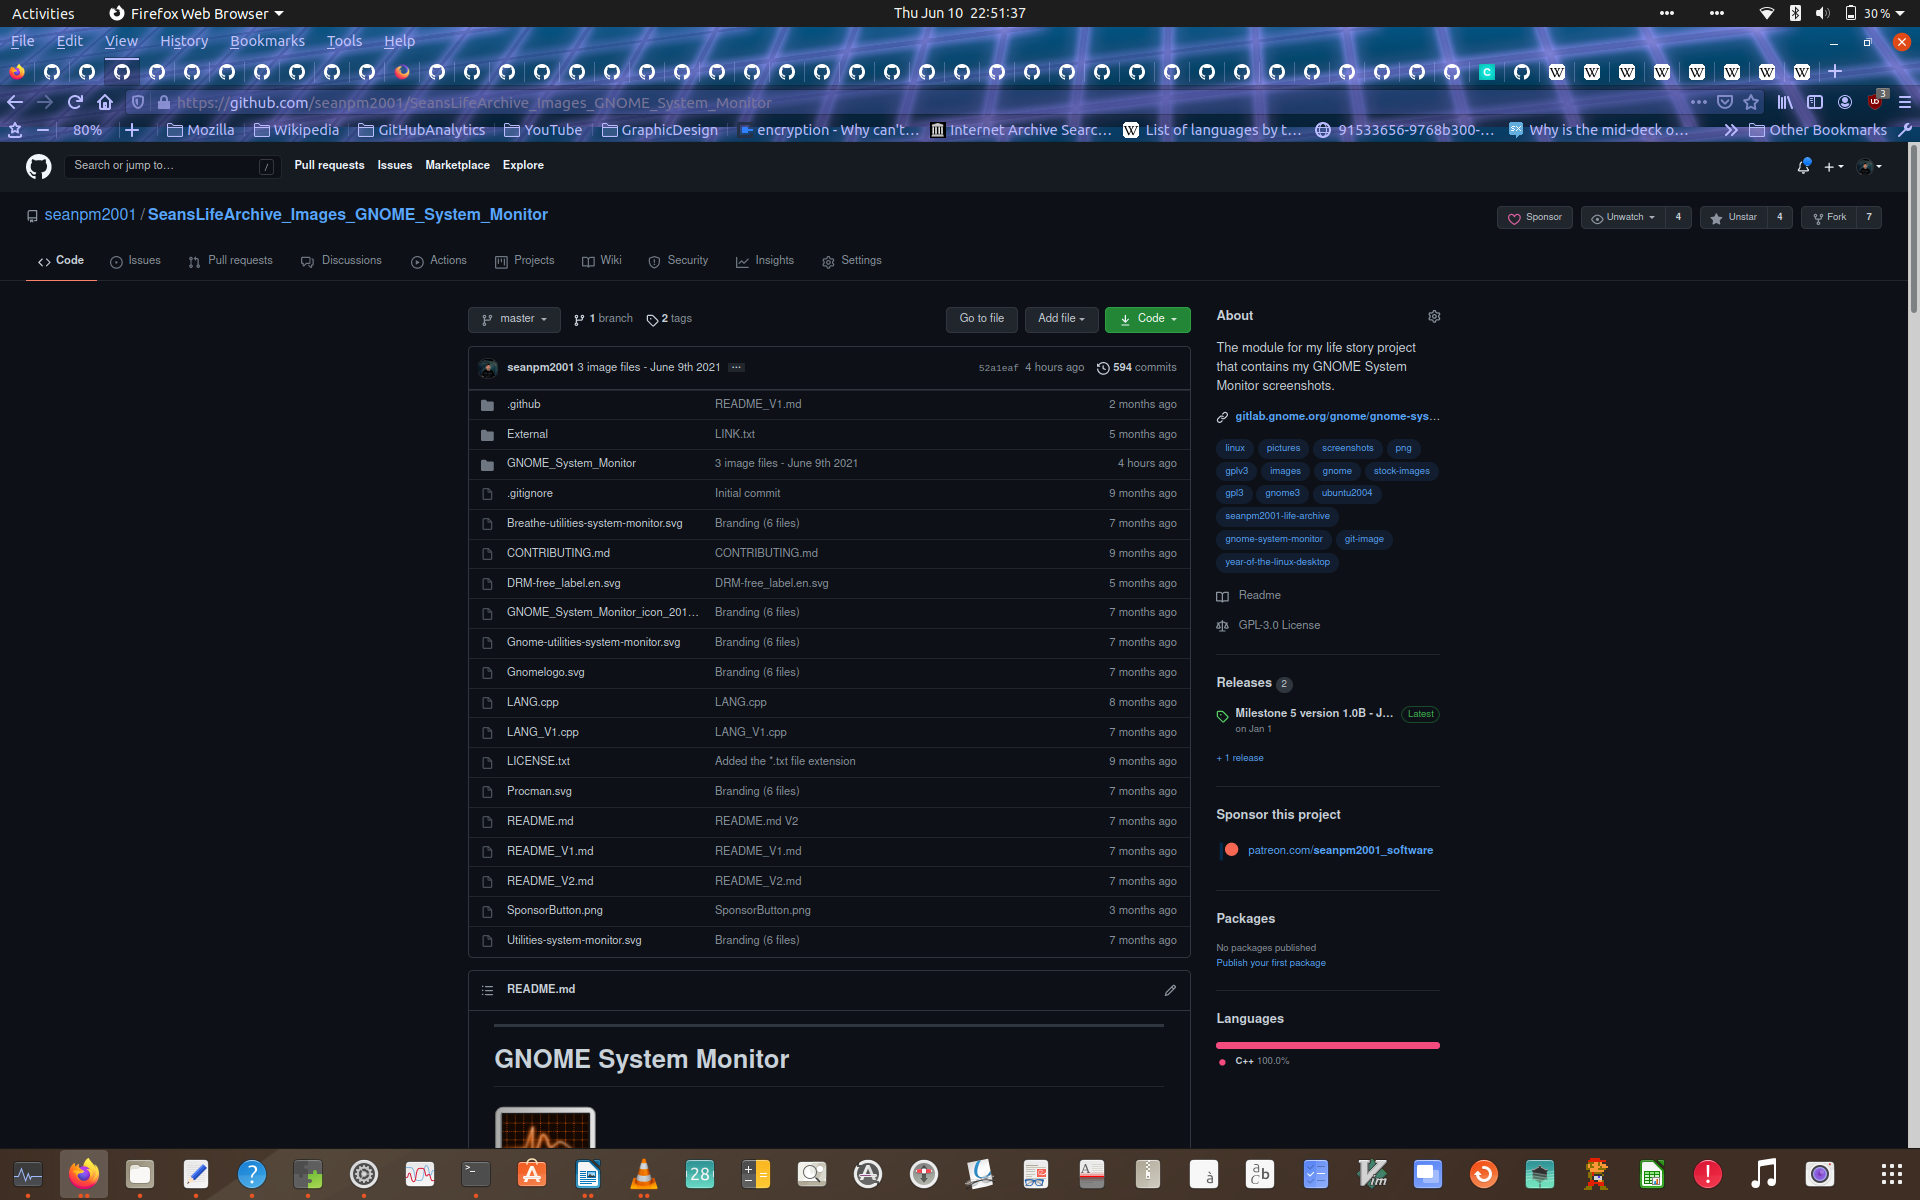 Activities Firefox Web Browser Thu Jun 10 22:51:37 30 %
File Edit View History Bookmarks Tools Help
https://github.com/seanpm2001/SeansLifeArchive_Images_GNOME_System_Monitor 3
80% Mozilla Wikipedia GitHubAnalytics YouTube GraphicDesign encryption - Why can't... Internet Archive Searc... List of languages by t... 91533656-9768b300-... Why is the mid-deck o... Other Bookmarks
Search or jump to... / Pull requests Issues Marketplace Explore
seanpm2001 / SeansLifeArchive_Images_GNOME_System_Monitor Sponsor Unwatch 4 Unstar 4 Fork 7
Code Issues Pull requests Discussions Actions Projects Wiki Security Insights Settings
master 1 branch 2 tags Go to file Add file Code
seanpm2001 3 image files - June 9th 2021 ... 52a1eaf 4 hours ago 594 commits
.github README_V1.md 2 months ago
External LINK.txt 5 months ago
GNOME_System_Monitor 3 image files - June 9th 2021 4 hours ago
.gitignore Initial commit 9 months ago
Breathe-utilities-system-monitor.svg Branding (6 files) 7 months ago
CONTRIBUTING.md CONTRIBUTING.md 9 months ago
DRM-free_label.en.svg DRM-free_label.en.svg 5 months ago
GNOME_System_Monitor_icon_201... Branding (6 files) 7 months ago
Gnome-utilities-system-monitor.svg Branding (6 files) 7 months ago
Gnomelogo.svg Branding (6 files) 7 months ago
LANG.cpp LANG.cpp 8 months ago
LANG_V1.cpp LANG_V1.cpp 7 months ago
LICENSE.txt Added the *.txt file extension 9 months ago
Procman.svg Branding (6 files) 7 months ago
README.md README.md V2 7 months ago
README_V1.md README_V1.md 7 months ago
README_V2.md README_V2.md 7 months ago
SponsorButton.png SponsorButton.png 3 months ago
Utilities-system-monitor.svg Branding (6 files) 7 months ago
README.md
GNOME System Monitor
About
The module for my life story project
that contains my GNOME System
Monitor screenshots.
gitlab.gnome.org/gnome/gnome-sys...
linux pictures screenshots png
gplv3 images gnome stock-images
gpl3 gnome3 ubuntu2004
seanpm2001-life-archive
gnome-system-monitor git-image
year-of-the-linux-desktop
Readme
GPL-3.0 License
Releases 2
Milestone 5 version 1.0B - J... Latest
on Jan 1
+ 1 release
Sponsor this project
patreon.com/seanpm2001_software
Packages
No packages published
Publish your first package
Languages
C++ 100.0%
28